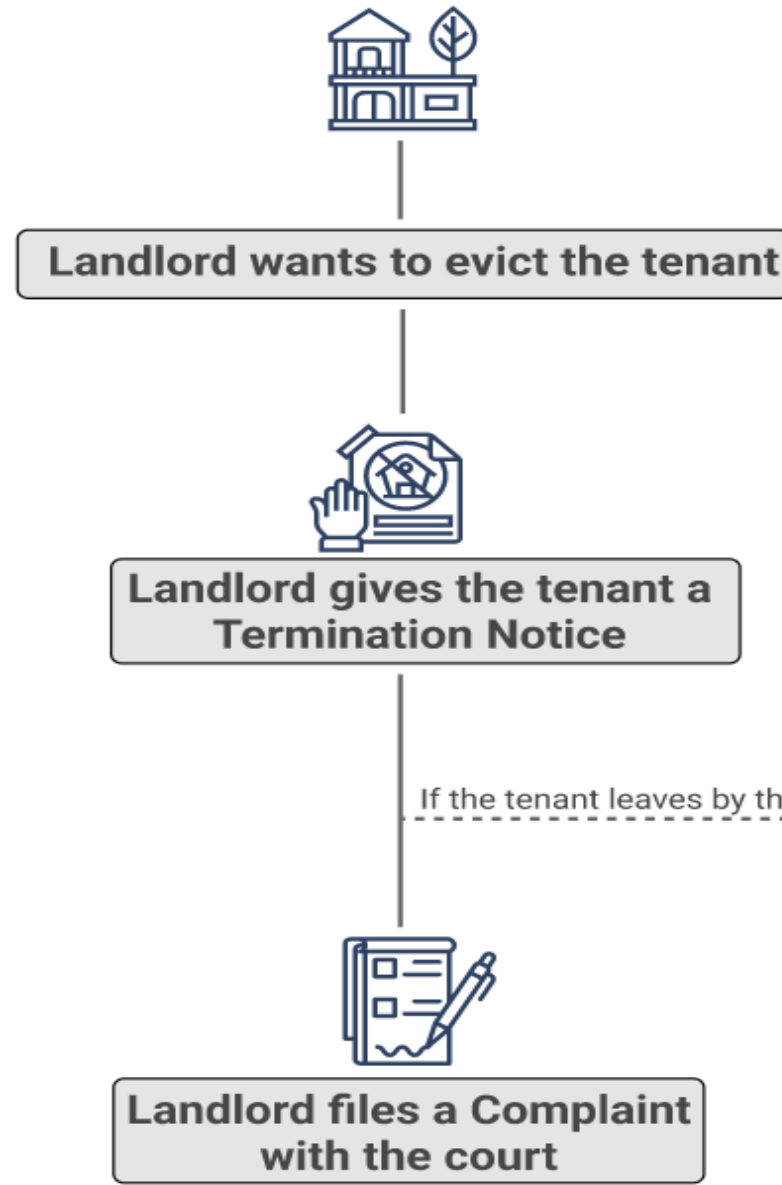 Landlord wants to evict the tenant
Landlord gives the tenant a
Termination Notice
If the tenant leaves by th
Landlord files a Complaint
with the court